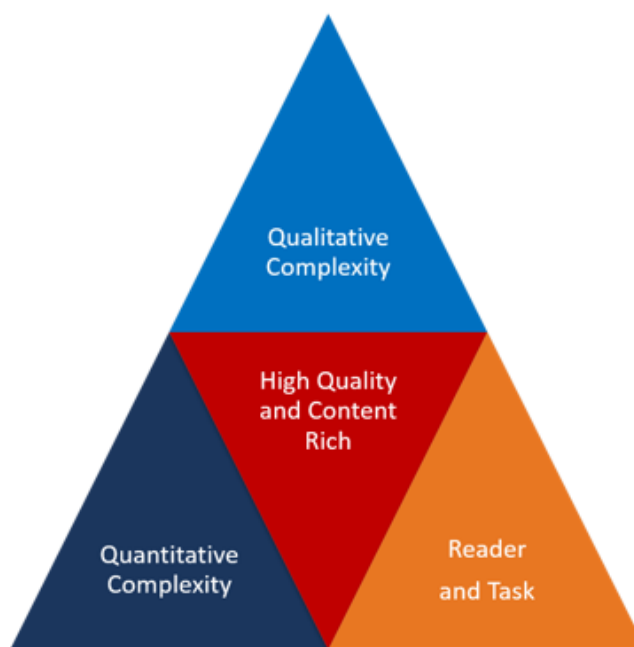 Qualitative
Complexity
High Quality
and Content
Rich
Quantitative
Complexity
Reader
and Task